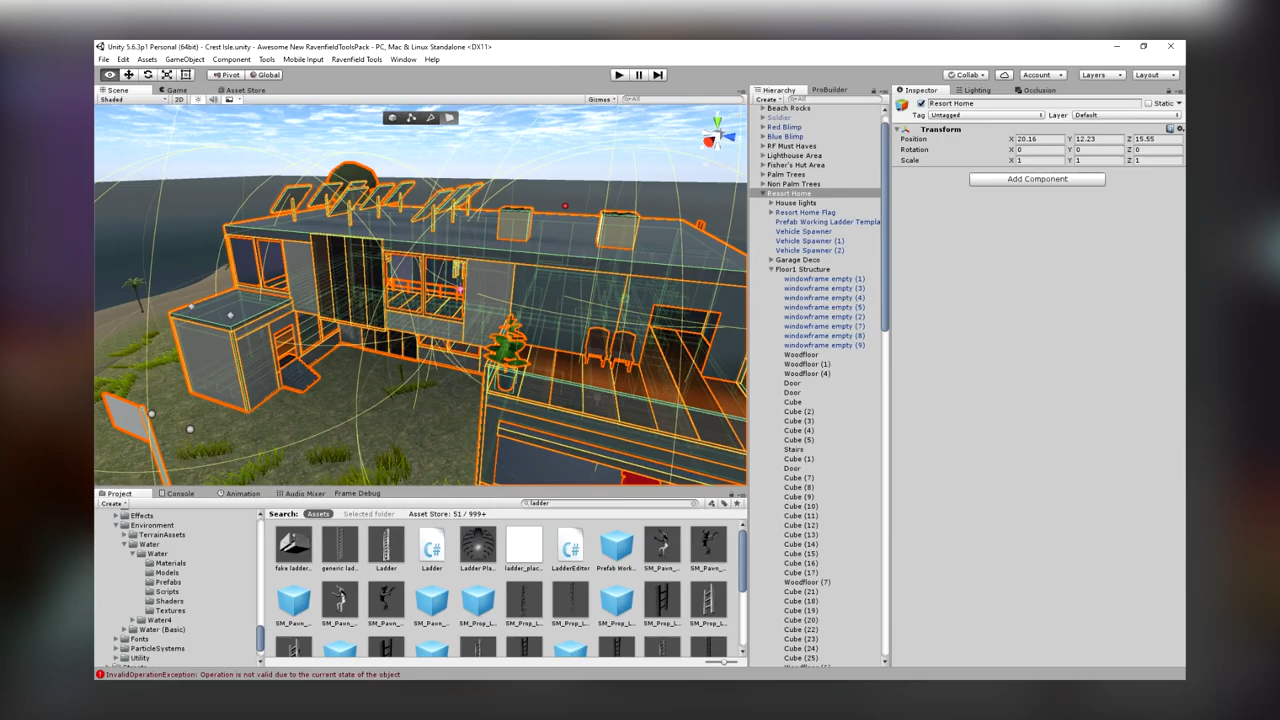 Unity 5.6.3p1 Personal (64bit) - Crest Isle.unity - Awesome New RavenfieldToolsPack - PC, Mac & Linux Standalone <DX11>
File Edit Assets GameObject Component Tools Mobile Input Ravenfield Tools Window Help
Pivot Global Collab Account Layers Layout
Scene Game Asset Store
Shaded 2D Gizmos All
Hierarchy ProBuilder
Create All
Beach Rocks
Soldier
Red Blimp
Blue Blimp
RF Must Haves
Lighthouse Area
Fisher's Hut Area
Palm Trees
Non Palm Trees
Resort Home
House lights
Resort Home Flag
Prefab Working Ladder Templa
Vehicle Spawner
Vehicle Spawner (1)
Vehicle Spawner (2)
Garage Deco
Floor1 Structure
windowframe empty (1)
windowframe empty (3)
windowframe empty (4)
windowframe empty (5)
windowframe empty (2)
windowframe empty (7)
windowframe empty (8)
windowframe empty (9)
Woodfloor
Woodfloor (1)
Woodfloor (4)
Door
Door
Cube
Cube (2)
Cube (3)
Cube (4)
Cube (5)
Stairs
Cube (1)
Door
Cube (7)
Cube (8)
Cube (9)
Cube (10)
Cube (11)
Cube (12)
Cube (13)
Cube (14)
Cube (15)
Cube (16)
Cube (17)
Woodfloor (7)
Cube (21)
Cube (18)
Cube (19)
Cube (20)
Cube (22)
Cube (23)
Cube (24)
Cube (25)
Inspector Lighting Occlusion
Resort Home Static
Tag Untagged Layer Default
Transform
Position X 20.16 Y 12.23 Z 15.55
Rotation X 0 Y 0 Z 0
Scale X 1 Y 1 Z 1
Add Component
Project Console Animation Audio Mixer Frame Debug
Create ladder
Effects
Environment
TerrainAssets
Water
Water
Materials
Models
Prefabs
Scripts
Shaders
Textures
Water4
Water (Basic)
Fonts
ParticleSystems
Utility
Search: Assets Selected folder Asset Store: 51 / 999+
fake ladder... generic lad... Ladder Ladder Ladder Pla... ladder_plac... LadderEditor Prefab Work... SM_Pawn_... SM_Pawn_...
SM_Pawn_... SM_Pawn_... SM_Pawn_... SM_Pawn_... SM_Prop_L... SM_Prop_L... SM_Prop_L... SM_Prop_L... SM_Prop_L... SM_Prop_L...
InvalidOperationException: Operation is not valid due to the current state of the object